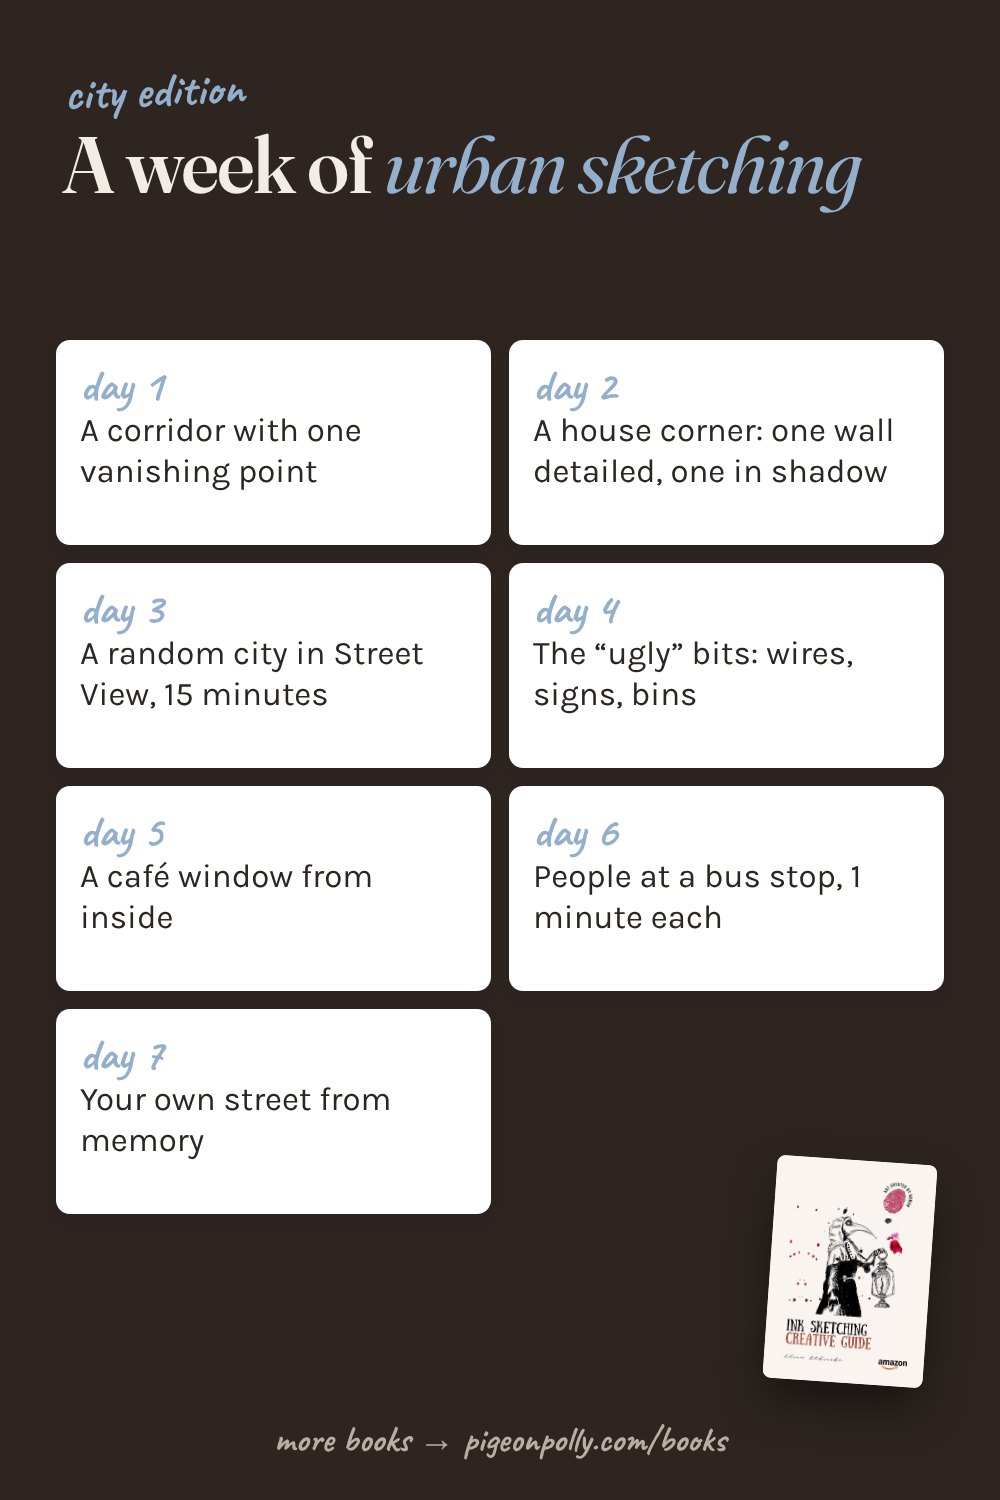 city edition
A week of urban sketching
day 1
A corridor with one
vanishing point
day 2
A house corner: one wall
detailed, one in shadow
day 3
A random city in Street
View, 15 minutes
day 4
The “ugly” bits: wires,
signs, bins
day 5
A café window from
inside
day 6
People at a bus stop, 1
minute each
day 7
Your own street from
memory
INK SKETCHING
CREATIVE GUIDE
amazon
more books → pigeonpolly.com/books